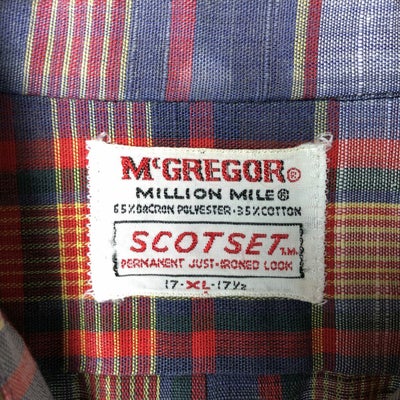 McGREGOR®
MILLION MILE®
65% DACRON POLYESTER · 35% COTTON
SCOTSET T.M.
PERMANENT JUST-IRONED LOOK
17 · XL · 17½